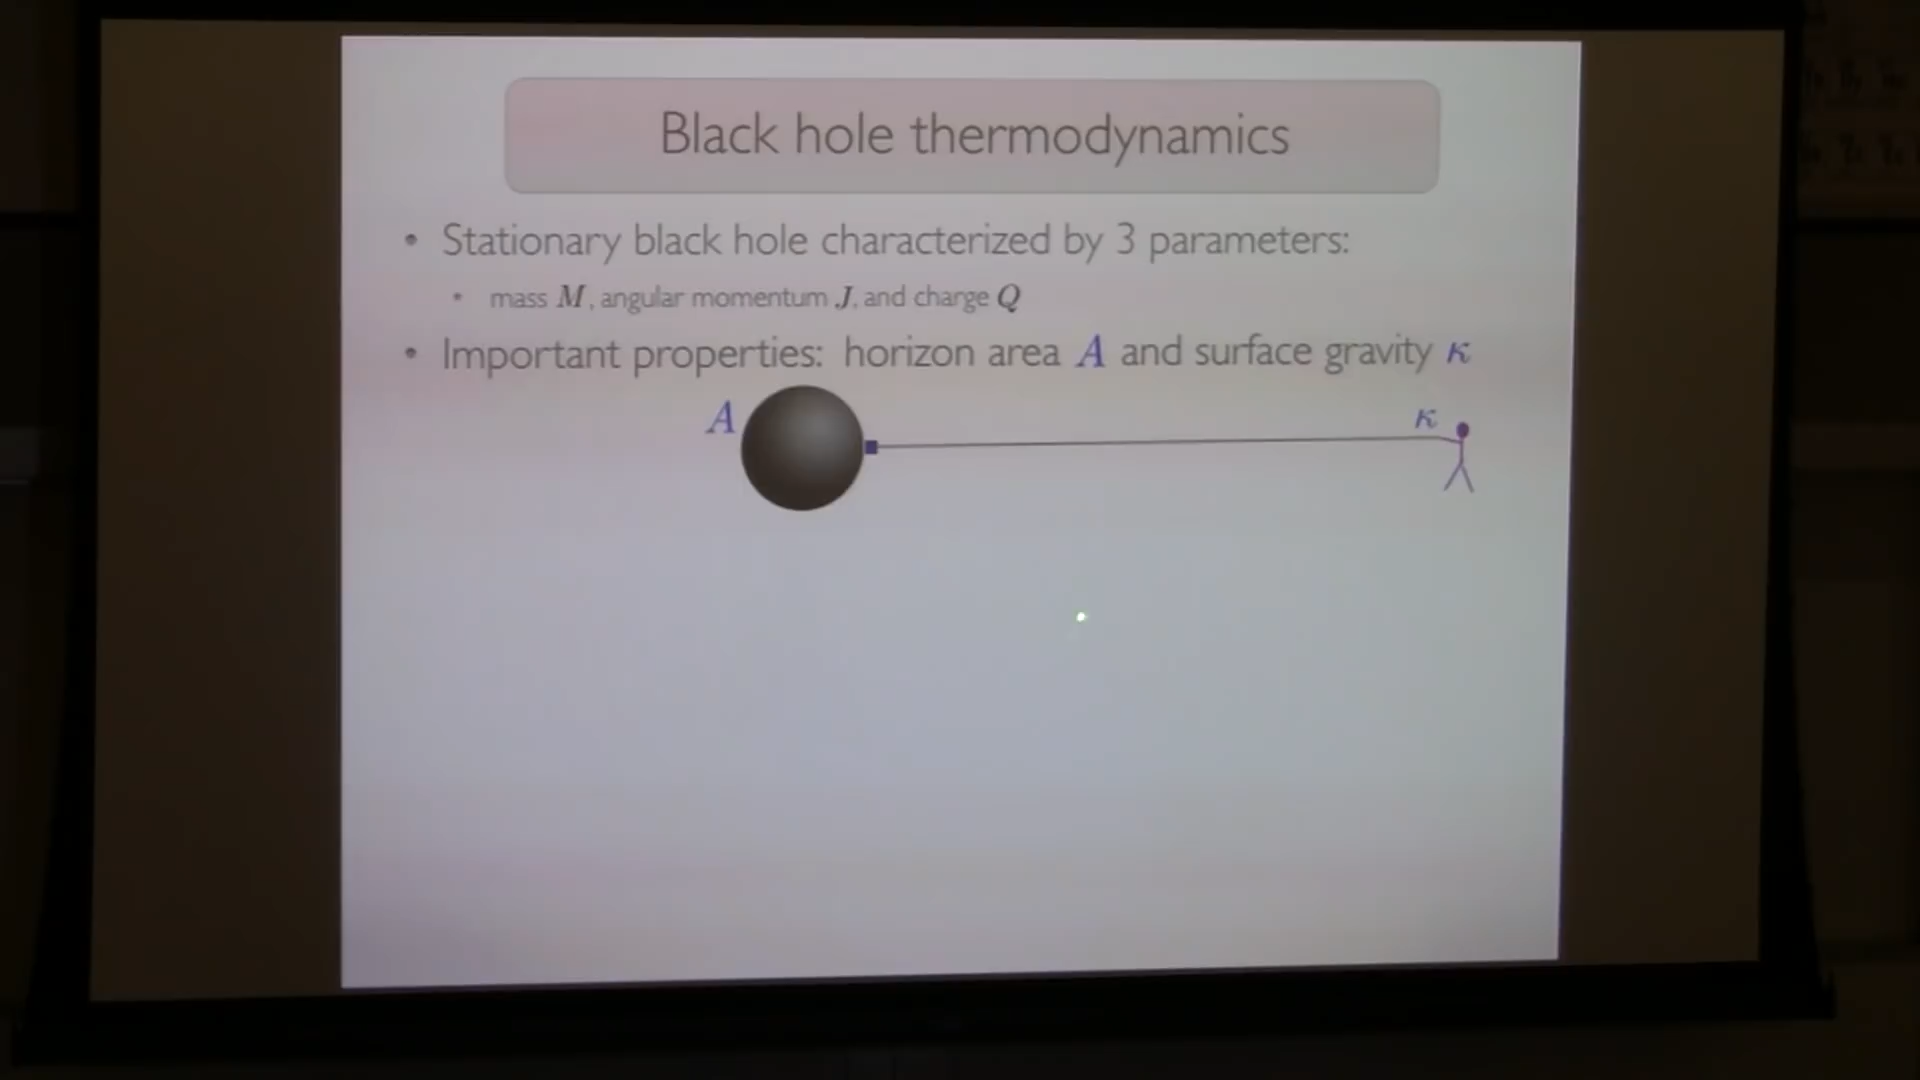 Black hole thermodynamics
• Stationary black hole characterized by 3 parameters:
• mass M, angular momentum J, and charge Q
• Important properties: horizon area A and surface gravity κ
A
κ